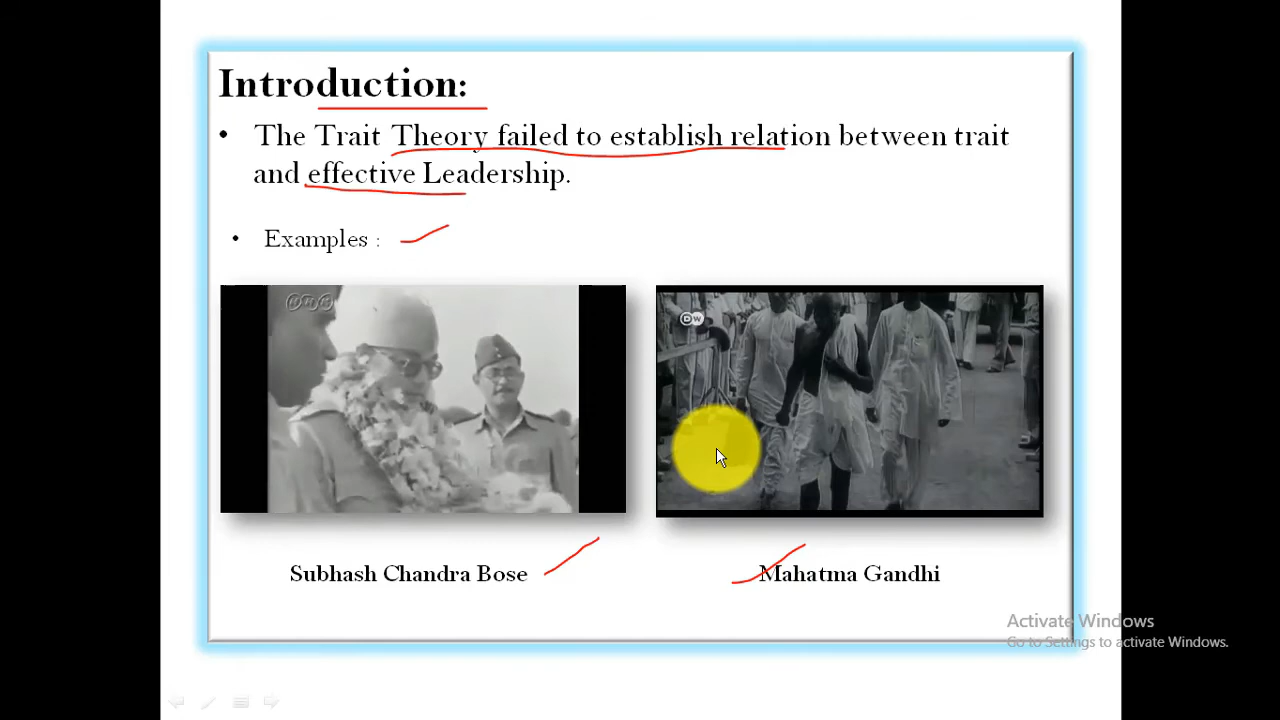 Introduction:
• The Trait Theory failed to establish relation between trait
and effective Leadership.
• Examples :
DW
Subhash Chandra Bose
Mahatma Gandhi
Activate Windows
Go to Settings to activate Windows.